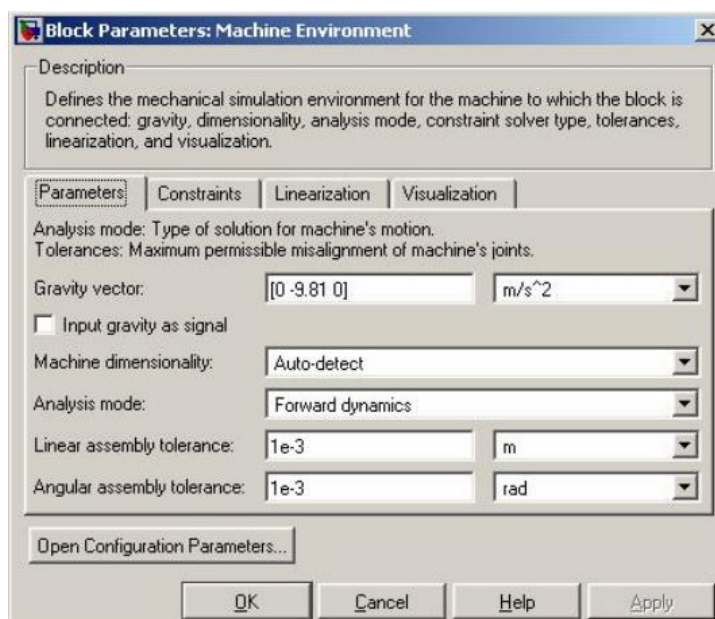 Block Parameters: Machine Environment
Description
Defines the mechanical simulation environment for the machine to which the block is
connected: gravity, dimensionality, analysis mode, constraint solver type, tolerances,
linearization, and visualization.
Parameters Constraints Linearization Visualization
Analysis mode: Type of solution for machine's motion.
Tolerances: Maximum permissible misalignment of machine's joints.
Gravity vector: [0 -9.81 0] m/s^2
Input gravity as signal
Machine dimensionality: Auto-detect
Analysis mode: Forward dynamics
Linear assembly tolerance: 1e-3 m
Angular assembly tolerance: 1e-3 rad
Open Configuration Parameters...
OK Cancel Help Apply